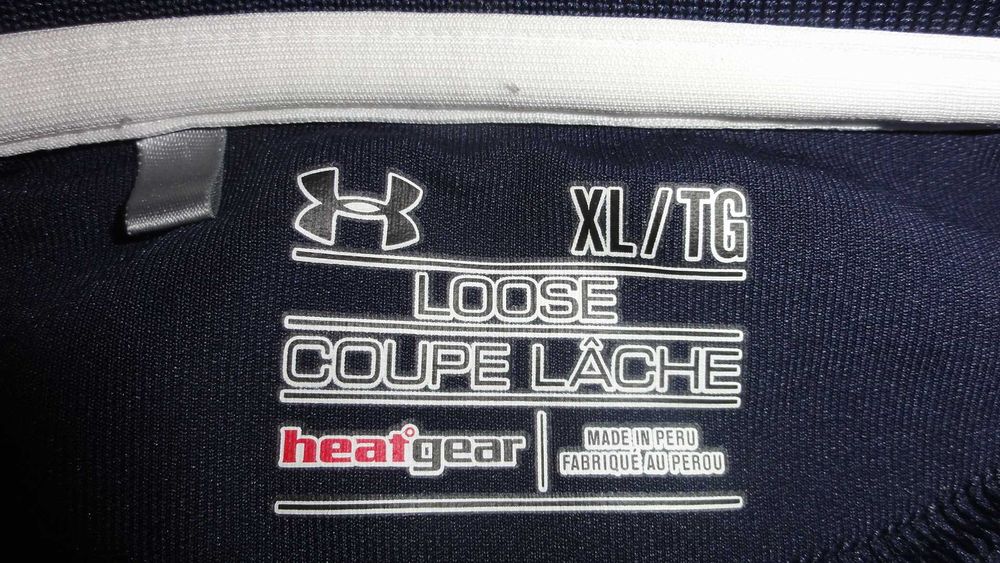 XL/TG
LOOSE
COUPE LÂCHE
heatgear
MADE IN PERU
FABRIQUÉ AU PEROU